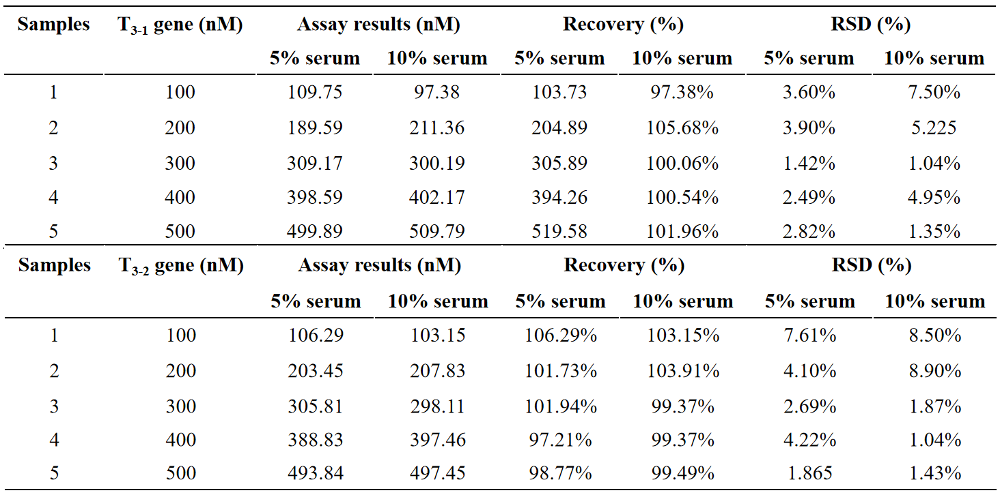 Samples T3-1 gene (nM) Assay results (nM) Recovery (%) RSD (%)
5% serum 10% serum 5% serum 10% serum 5% serum 10% serum
1 100 109.75 97.38 103.73 97.38% 3.60% 7.50%
2 200 189.59 211.36 204.89 105.68% 3.90% 5.225
3 300 309.17 300.19 305.89 100.06% 1.42% 1.04%
4 400 398.59 402.17 394.26 100.54% 2.49% 4.95%
5 500 499.89 509.79 519.58 101.96% 2.82% 1.35%
Samples T3-2 gene (nM) Assay results (nM) Recovery (%) RSD (%)
5% serum 10% serum 5% serum 10% serum 5% serum 10% serum
1 100 106.29 103.15 106.29% 103.15% 7.61% 8.50%
2 200 203.45 207.83 101.73% 103.91% 4.10% 8.90%
3 300 305.81 298.11 101.94% 99.37% 2.69% 1.87%
4 400 388.83 397.46 97.21% 99.37% 4.22% 1.04%
5 500 493.84 497.45 98.77% 99.49% 1.865 1.43%